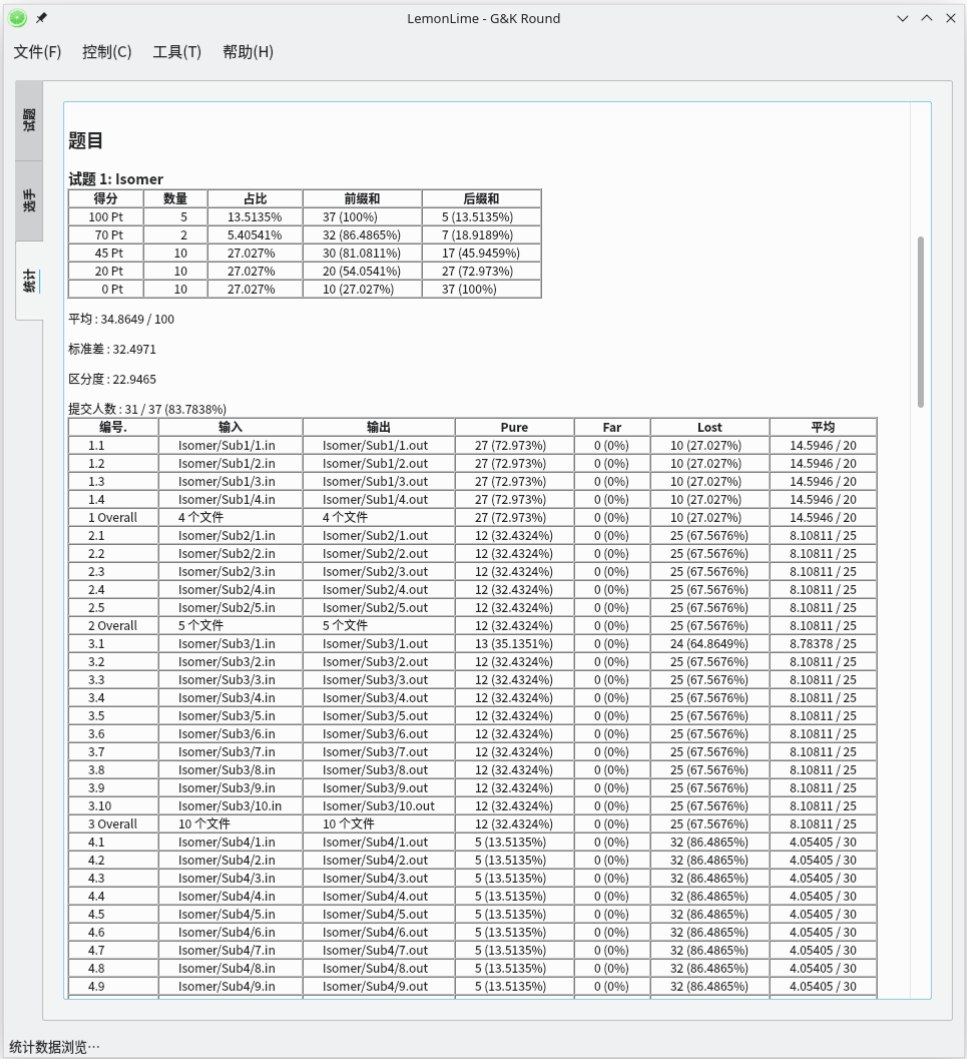 LemonLime - G&K Round
文件(F) 控制(C) 工具(T) 帮助(H)
试题
选手
统计
题目
试题 1: Isomer
得分 数量 占比 前缀和 后缀和
100 Pt 5 13.5135% 37 (100%) 5 (13.5135%)
70 Pt 2 5.40541% 32 (86.4865%) 7 (18.9189%)
45 Pt 10 27.027% 30 (81.0811%) 17 (45.9459%)
20 Pt 10 27.027% 20 (54.0541%) 27 (72.973%)
0 Pt 10 27.027% 10 (27.027%) 37 (100%)
平均 : 34.8649 / 100
标准差 : 32.4971
区分度 : 22.9465
提交人数 : 31 / 37 (83.7838%)
编号. 输入 输出 Pure Far Lost 平均
1.1 Isomer/Sub1/1.in Isomer/Sub1/1.out 27 (72.973%) 0 (0%) 10 (27.027%) 14.5946 / 20
1.2 Isomer/Sub1/2.in Isomer/Sub1/2.out 27 (72.973%) 0 (0%) 10 (27.027%) 14.5946 / 20
1.3 Isomer/Sub1/3.in Isomer/Sub1/3.out 27 (72.973%) 0 (0%) 10 (27.027%) 14.5946 / 20
1.4 Isomer/Sub1/4.in Isomer/Sub1/4.out 27 (72.973%) 0 (0%) 10 (27.027%) 14.5946 / 20
1 Overall 4 个文件 4 个文件 27 (72.973%) 0 (0%) 10 (27.027%) 14.5946 / 20
2.1 Isomer/Sub2/1.in Isomer/Sub2/1.out 12 (32.4324%) 0 (0%) 25 (67.5676%) 8.10811 / 25
2.2 Isomer/Sub2/2.in Isomer/Sub2/2.out 12 (32.4324%) 0 (0%) 25 (67.5676%) 8.10811 / 25
2.3 Isomer/Sub2/3.in Isomer/Sub2/3.out 12 (32.4324%) 0 (0%) 25 (67.5676%) 8.10811 / 25
2.4 Isomer/Sub2/4.in Isomer/Sub2/4.out 12 (32.4324%) 0 (0%) 25 (67.5676%) 8.10811 / 25
2.5 Isomer/Sub2/5.in Isomer/Sub2/5.out 12 (32.4324%) 0 (0%) 25 (67.5676%) 8.10811 / 25
2 Overall 5 个文件 5 个文件 12 (32.4324%) 0 (0%) 25 (67.5676%) 8.10811 / 25
3.1 Isomer/Sub3/1.in Isomer/Sub3/1.out 13 (35.1351%) 0 (0%) 24 (64.8649%) 8.78378 / 25
3.2 Isomer/Sub3/2.in Isomer/Sub3/2.out 12 (32.4324%) 0 (0%) 25 (67.5676%) 8.10811 / 25
3.3 Isomer/Sub3/3.in Isomer/Sub3/3.out 12 (32.4324%) 0 (0%) 25 (67.5676%) 8.10811 / 25
3.4 Isomer/Sub3/4.in Isomer/Sub3/4.out 12 (32.4324%) 0 (0%) 25 (67.5676%) 8.10811 / 25
3.5 Isomer/Sub3/5.in Isomer/Sub3/5.out 12 (32.4324%) 0 (0%) 25 (67.5676%) 8.10811 / 25
3.6 Isomer/Sub3/6.in Isomer/Sub3/6.out 12 (32.4324%) 0 (0%) 25 (67.5676%) 8.10811 / 25
3.7 Isomer/Sub3/7.in Isomer/Sub3/7.out 12 (32.4324%) 0 (0%) 25 (67.5676%) 8.10811 / 25
3.8 Isomer/Sub3/8.in Isomer/Sub3/8.out 12 (32.4324%) 0 (0%) 25 (67.5676%) 8.10811 / 25
3.9 Isomer/Sub3/9.in Isomer/Sub3/9.out 12 (32.4324%) 0 (0%) 25 (67.5676%) 8.10811 / 25
3.10 Isomer/Sub3/10.in Isomer/Sub3/10.out 12 (32.4324%) 0 (0%) 25 (67.5676%) 8.10811 / 25
3 Overall 10 个文件 10 个文件 12 (32.4324%) 0 (0%) 25 (67.5676%) 8.10811 / 25
4.1 Isomer/Sub4/1.in Isomer/Sub4/1.out 5 (13.5135%) 0 (0%) 32 (86.4865%) 4.05405 / 30
4.2 Isomer/Sub4/2.in Isomer/Sub4/2.out 5 (13.5135%) 0 (0%) 32 (86.4865%) 4.05405 / 30
4.3 Isomer/Sub4/3.in Isomer/Sub4/3.out 5 (13.5135%) 0 (0%) 32 (86.4865%) 4.05405 / 30
4.4 Isomer/Sub4/4.in Isomer/Sub4/4.out 5 (13.5135%) 0 (0%) 32 (86.4865%) 4.05405 / 30
4.5 Isomer/Sub4/5.in Isomer/Sub4/5.out 5 (13.5135%) 0 (0%) 32 (86.4865%) 4.05405 / 30
4.6 Isomer/Sub4/6.in Isomer/Sub4/6.out 5 (13.5135%) 0 (0%) 32 (86.4865%) 4.05405 / 30
4.7 Isomer/Sub4/7.in Isomer/Sub4/7.out 5 (13.5135%) 0 (0%) 32 (86.4865%) 4.05405 / 30
4.8 Isomer/Sub4/8.in Isomer/Sub4/8.out 5 (13.5135%) 0 (0%) 32 (86.4865%) 4.05405 / 30
4.9 Isomer/Sub4/9.in Isomer/Sub4/9.out 5 (13.5135%) 0 (0%) 32 (86.4865%) 4.05405 / 30
统计数据浏览…